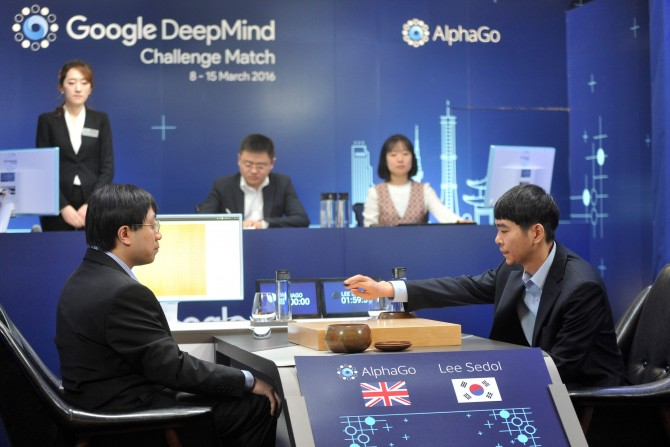 Google DeepMind
Challenge Match
8 - 15 March 2016
AlphaGo
AlphaGo
Lee Sedol